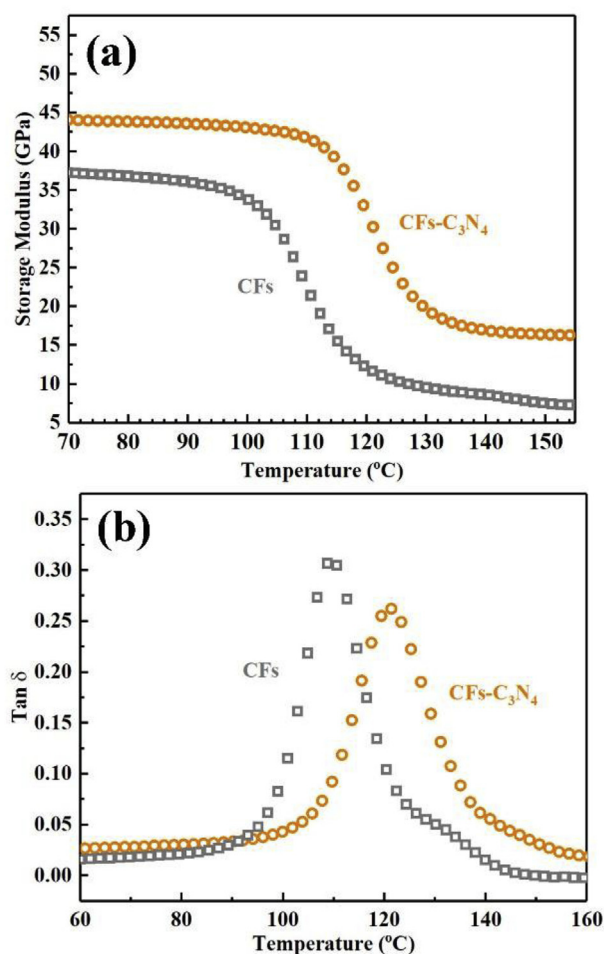 (a)
55
50
45
40
35
30
25
20
15
10
5
Storage Modulus (GPa)
CFs-C₃N₄
CFs
70 80 90 100 110 120 130 140 150
Temperature (ºC)
(b)
0.35
0.30
0.25
0.20
0.15
0.10
0.05
0.00
Tan δ
CFs
CFs-C₃N₄
60 80 100 120 140 160
Temperature (ºC)